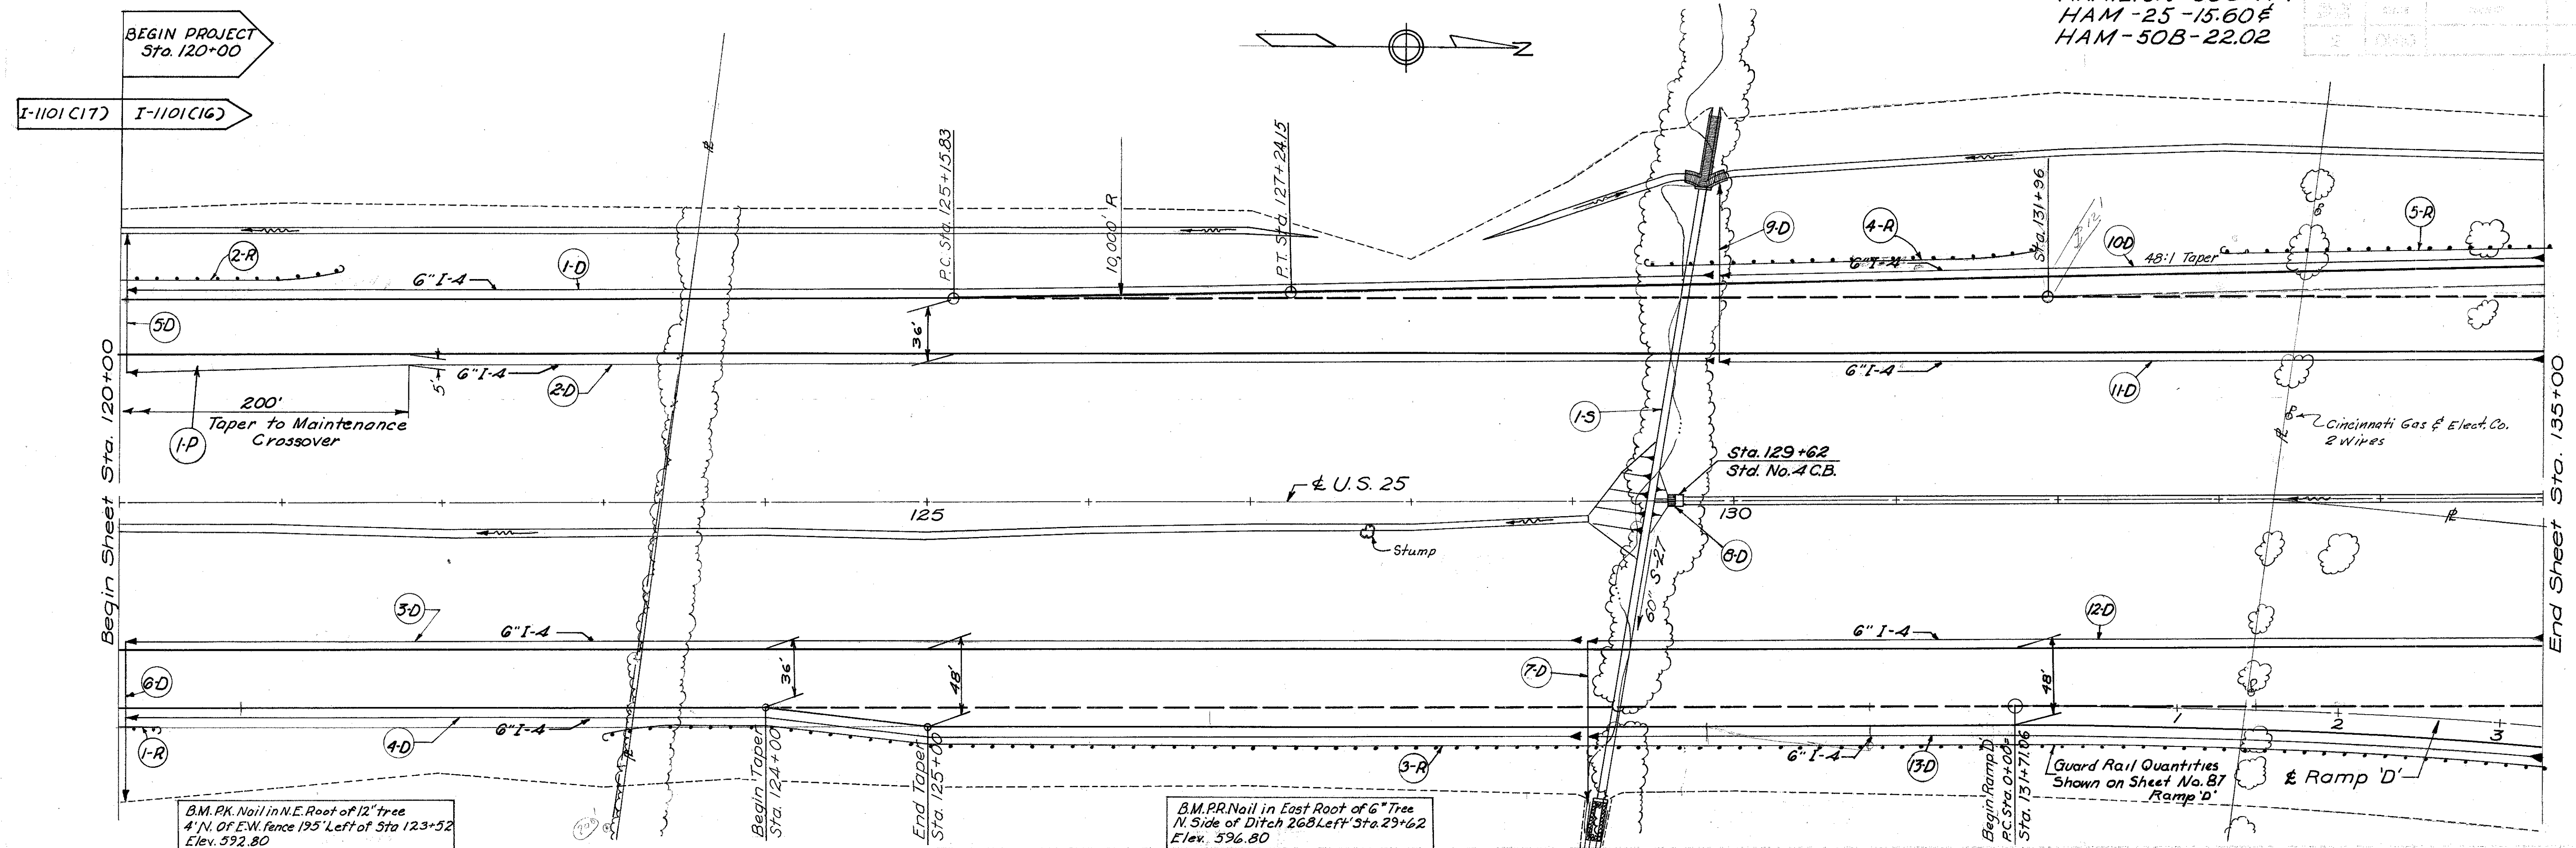 BEGIN PROJECT
Sta. 120+00
I-1101(17)
I-1101(16)
N
HAM-25-15.60 ⅊
HAM-50B-22.02
P.C. Sta. 125+15.83
10,000' R
P.T. Sta. 127+24.15
Sta. 131+96
2-R
1-D
6" I-4
9-D
4-R
6" I-4
10-D
48:1 Taper
5-R
5-D
36'
5'
6" I-4
2-D
6" I-4
11-D
200'
Taper to Maintenance
Crossover
1-P
1-S
Cincinnati Gas & Elect. Co.
2 Wires
Sta. 129+62
Std. No. 4 C.B.
Begin Sheet Sta. 120+00
End Sheet Sta. 135+00
℄ U.S. 25
125
130
Stump
8-D
60" S-27
3-D
6" I-4
6" I-4
12-D
6-D
36'
48'
7-D
48'
1-R
4-D
6" I-4
3-R
6" I-4
13-D
1
2
3
Begin Taper
Sta. 124+00
End Taper
Sta. 125+00
Begin Ramp D
P.C. Sta. 0+00=
Sta. 131+71.06
Guard Rail Quantities
Shown on Sheet No. 87
Ramp 'D'
℄ Ramp 'D'
B.M. P.K. Nail in N.E. Root of 12" tree
4' N. Of E.W. fence 195' Left of Sta 123+52
Elev. 592.80
B.M. P.R. Nail in East Root of 6" Tree
N. Side of Ditch 268 Left' Sta. 29+62
Elev. 596.80